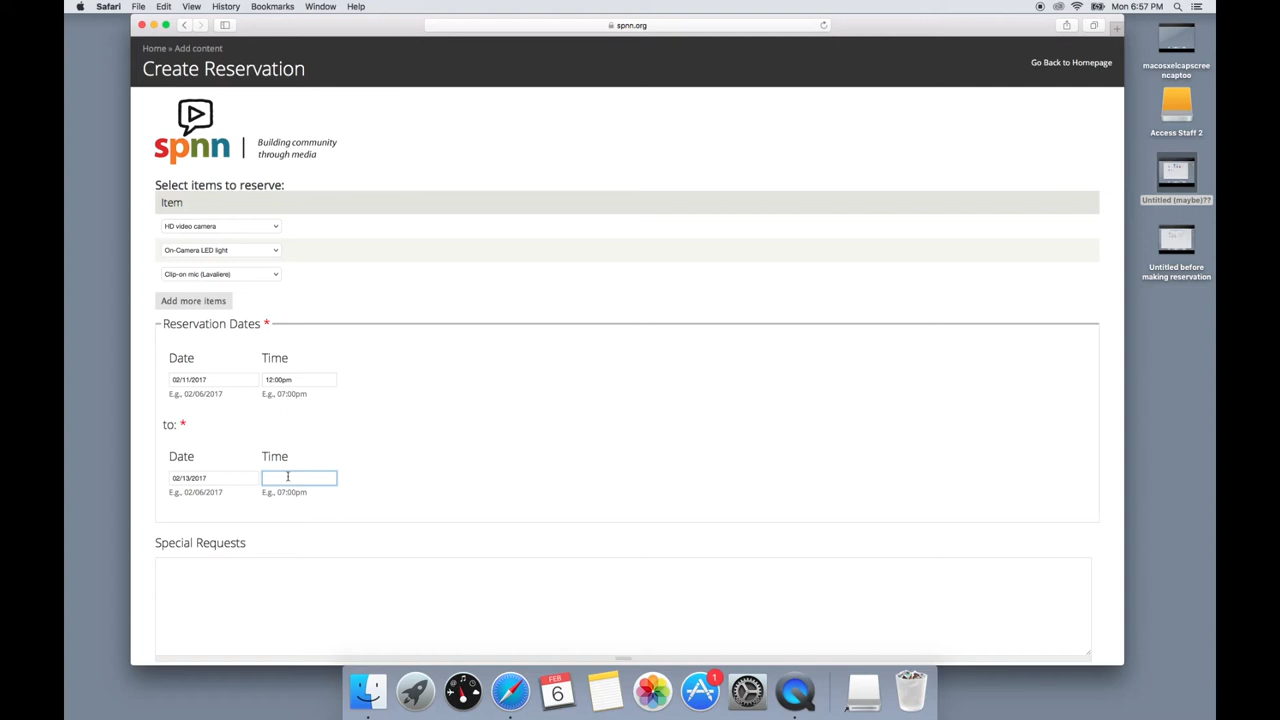 Safari File Edit View History Bookmarks Window Help Mon 6:57 PM
spnn.org
Home » Add content
Create Reservation
Go Back to Homepage
spnn
Building community
through media
Select items to reserve:
Item
HD video camera
On-Camera LED light
Clip-on mic (Lavaliere)
Add more items
Reservation Dates *
Date Time
02/11/2017 12:00pm
E.g., 02/06/2017 E.g., 07:00pm
to: *
Date Time
02/13/2017
E.g., 02/06/2017 E.g., 07:00pm
Special Requests
macosxelcapscree
ncaptoo
Access Staff 2
Untitled (maybe)??
Untitled before
making reservation
FEB
6
1